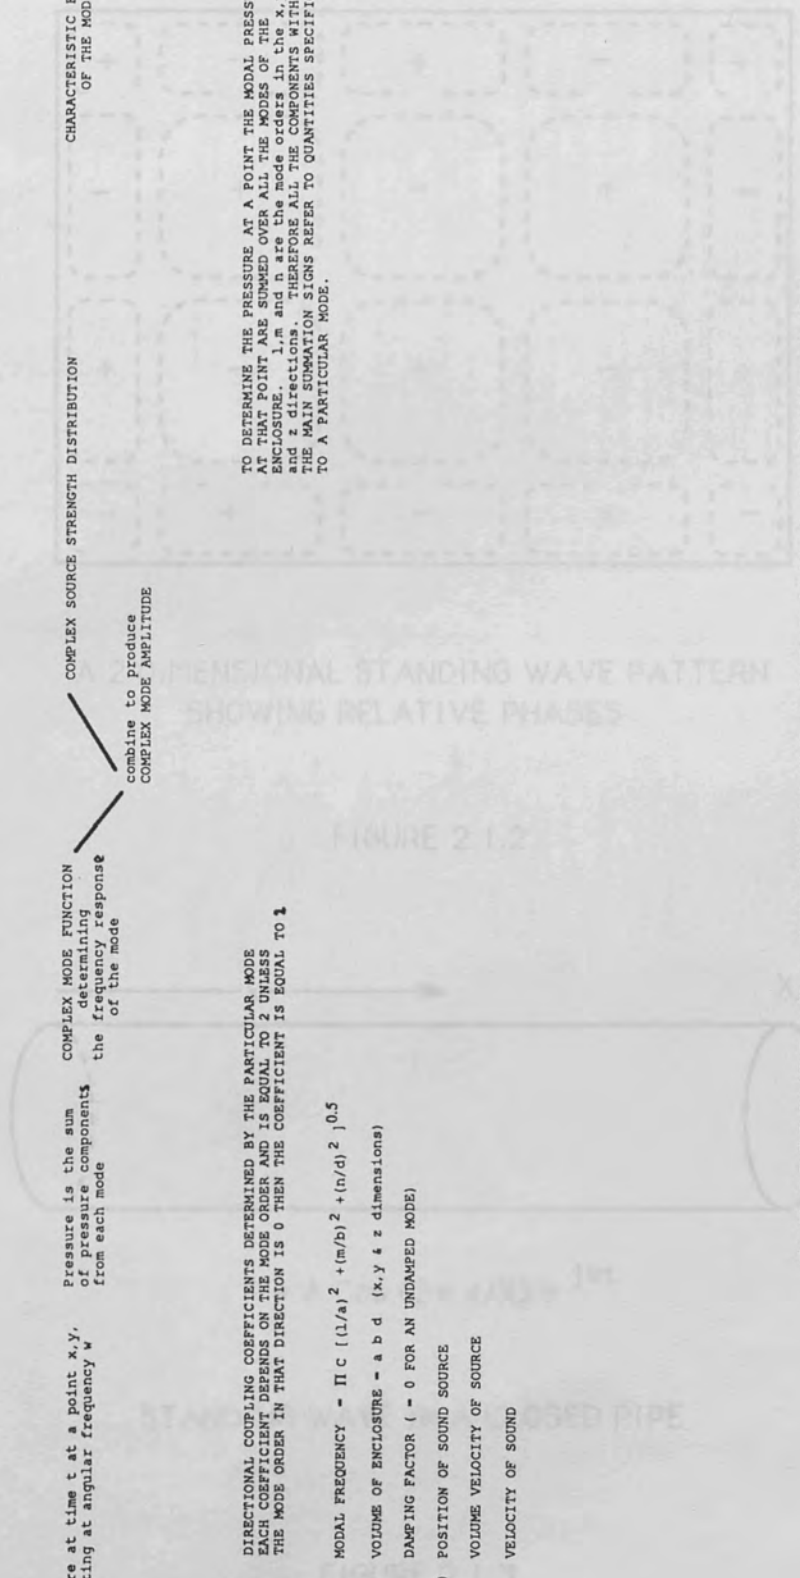 re at time t at a point x,y,
ting at angular frequency w
Pressure is the sum
of pressure components
from each mode
COMPLEX MODE FUNCTION
determining
the frequency response
of the mode
combine to produce
COMPLEX MODE AMPLITUDE
COMPLEX SOURCE STRENGTH DISTRIBUTION
CHARACTERISTIC
OF THE MOD
DIRECTIONAL COUPLING COEFFICIENTS DETERMINED BY THE PARTICULAR MODE
EACH COEFFICIENT DEPENDS ON THE MODE ORDER AND IS EQUAL TO 2 UNLESS
THE MODE ORDER IN THAT DIRECTION IS 0 THEN THE COEFFICIENT IS EQUAL TO 1
MODAL FREQUENCY = Π C [(l/a)² +(m/b)² +(n/d)² ]0.5
VOLUME OF ENCLOSURE = a b d (x,y & z dimensions)
DAMPING FACTOR ( = 0 FOR AN UNDAMPED MODE)
POSITION OF SOUND SOURCE
VOLUME VELOCITY OF SOURCE
VELOCITY OF SOUND
TO DETERMINE THE PRESSURE AT A POINT THE MODAL PRESS
AT THAT POINT ARE SUMMED OVER ALL THE MODES OF THE
ENCLOSURE. l,m and n are the mode orders in the x,
and z directions. THEREFORE ALL THE COMPONENTS WITH
THE MAIN SUMMATION SIGNS REFER TO QUANTITIES SPECIFI
TO A PARTICULAR MODE.
A 2 DIMENSIONAL STANDING WAVE PATTERN
SHOWING RELATIVE PHASES
FIGURE 2.1.2
X
STANDING WAVE IN A CLOSED PIPE